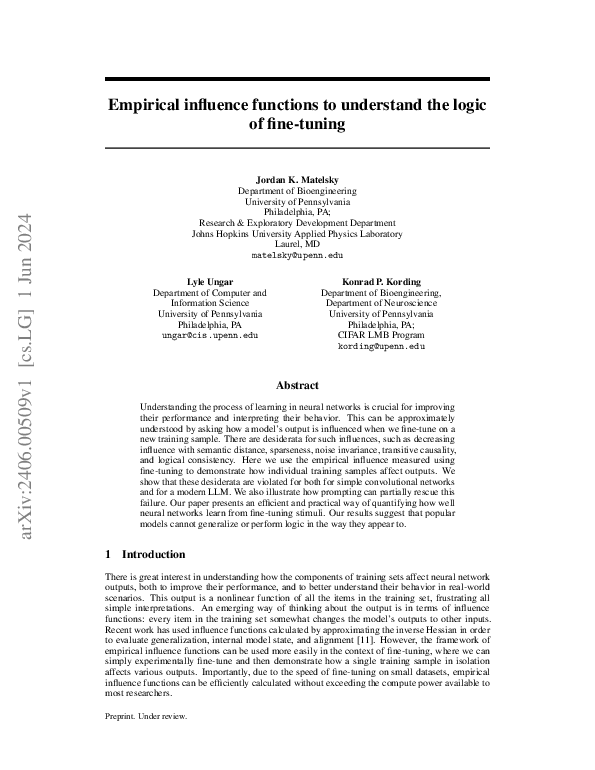 arXiv:2406.00509v1 [cs.LG] 1 Jun 2024
Empirical influence functions to understand the logic
of fine-tuning
Jordan K. Matelsky
Department of Bioengineering
University of Pennsylvania
Philadelphia, PA;
Research & Exploratory Development Department
Johns Hopkins University Applied Physics Laboratory
Laurel, MD
matelsky@upenn.edu
Lyle Ungar
Department of Computer and
Information Science
University of Pennsylvania
Philadelphia, PA
ungar@cis.upenn.edu
Konrad P. Kording
Department of Bioengineering,
Department of Neuroscience
University of Pennsylvania
Philadelphia, PA;
CIFAR LMB Program
kording@upenn.edu
Abstract
Understanding the process of learning in neural networks is crucial for improving
their performance and interpreting their behavior. This can be approximately
understood by asking how a model's output is influenced when we fine-tune on a
new training sample. There are desiderata for such influences, such as decreasing
influence with semantic distance, sparseness, noise invariance, transitive causality,
and logical consistency. Here we use the empirical influence measured using
fine-tuning to demonstrate how individual training samples affect outputs. We
show that these desiderata are violated for both for simple convolutional networks
and for a modern LLM. We also illustrate how prompting can partially rescue this
failure. Our paper presents an efficient and practical way of quantifying how well
neural networks learn from fine-tuning stimuli. Our results suggest that popular
models cannot generalize or perform logic in the way they appear to.
1 Introduction
There is great interest in understanding how the components of training sets affect neural network
outputs, both to improve their performance, and to better understand their behavior in real-world
scenarios. This output is a nonlinear function of all the items in the training set, frustrating all
simple interpretations. An emerging way of thinking about the output is in terms of influence
functions: every item in the training set somewhat changes the model's outputs to other inputs.
Recent work has used influence functions calculated by approximating the inverse Hessian in order
to evaluate generalization, internal model state, and alignment [11]. However, the framework of
empirical influence functions can be used more easily in the context of fine-tuning, where we can
simply experimentally fine-tune and then demonstrate how a single training sample in isolation
affects various outputs. Importantly, due to the speed of fine-tuning on small datasets, empirical
influence functions can be efficiently calculated without exceeding the compute power available to
most researchers.
Preprint. Under review.